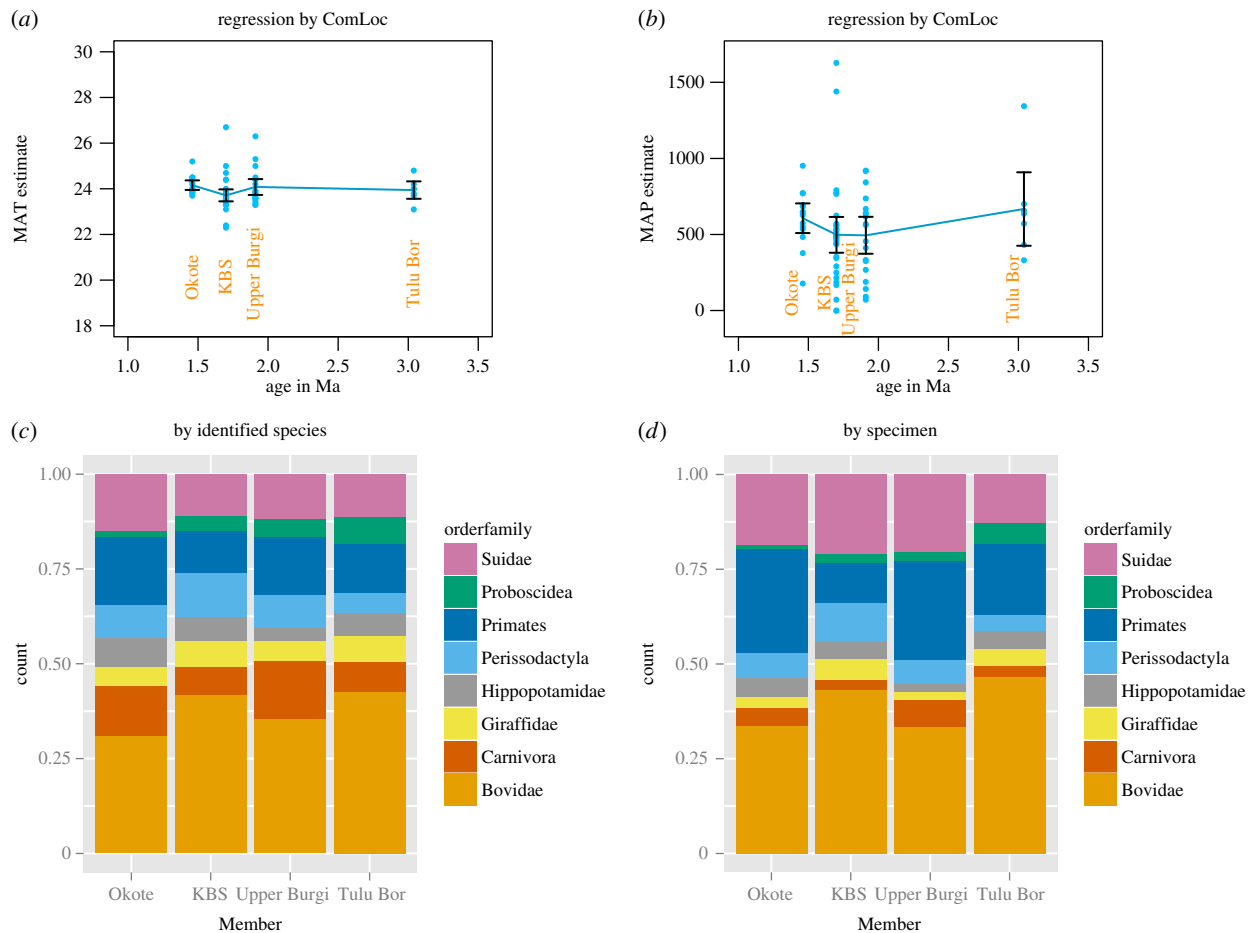 (a)
regression by ComLoc
30
28
26
24
22
20
18
MAT estimate
Okote
KBS
Upper Burgi
Tulu Bor
1.0 1.5 2.0 2.5 3.0 3.5
age in Ma
(b)
regression by ComLoc
1500
1000
500
0
MAP estimate
Okote
KBS
Upper Burgi
Tulu Bor
1.0 1.5 2.0 2.5 3.0 3.5
age in Ma
(c)
by identified species
1.00
0.75
0.50
0.25
0
count
Okote KBS Upper Burgi Tulu Bor
Member
orderfamily
Suidae
Proboscidea
Primates
Perissodactyla
Hippopotamidae
Giraffidae
Carnivora
Bovidae
(d)
by specimen
1.00
0.75
0.50
0.25
0
count
Okote KBS Upper Burgi Tulu Bor
Member
orderfamily
Suidae
Proboscidea
Primates
Perissodactyla
Hippopotamidae
Giraffidae
Carnivora
Bovidae